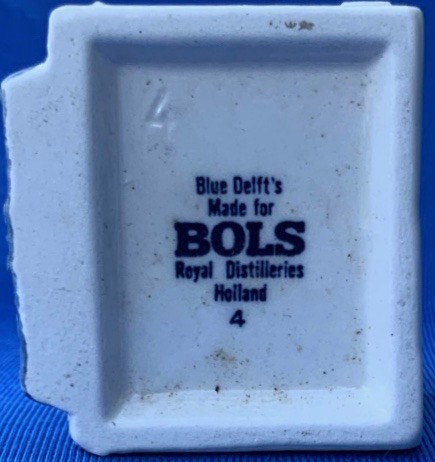 4
Blue Delft's
Made for
BOLS
Royal Distilleries
Holland
4